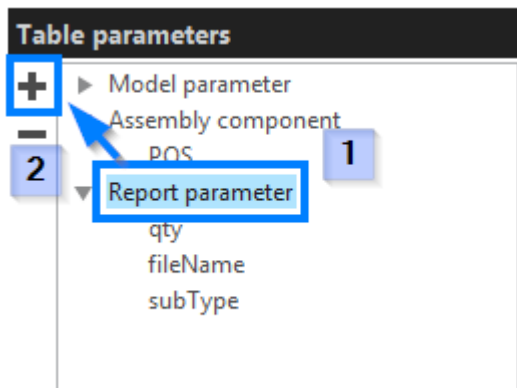 Table parameters
Model parameter
Assembly component
1
POS
2
Report parameter
qty
fileName
subType